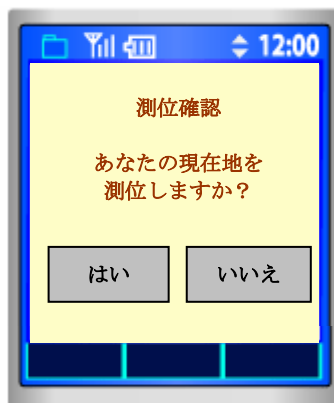 12:00
測位確認
あなたの現在地を
測位しますか？
はい
いいえ